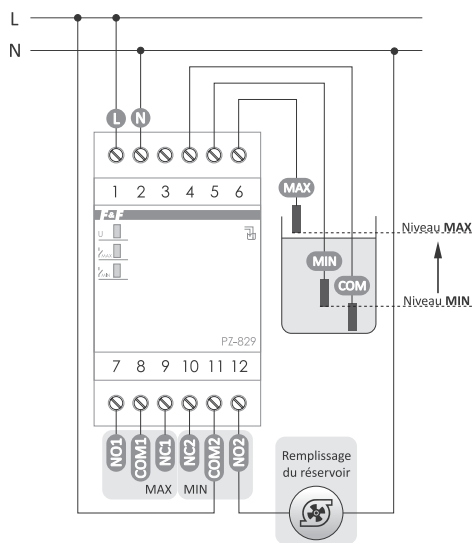 L
N
L N
1 2 3 4 5 6
MAX
F&F
U
MAX
MIN
Niveau MAX
MIN
COM
Niveau MIN
PZ-829
7 8 9 10 11 12
NO1 COM1 NC1 NC2 COM2 NO2
MAX MIN
Remplissage
du réservoir